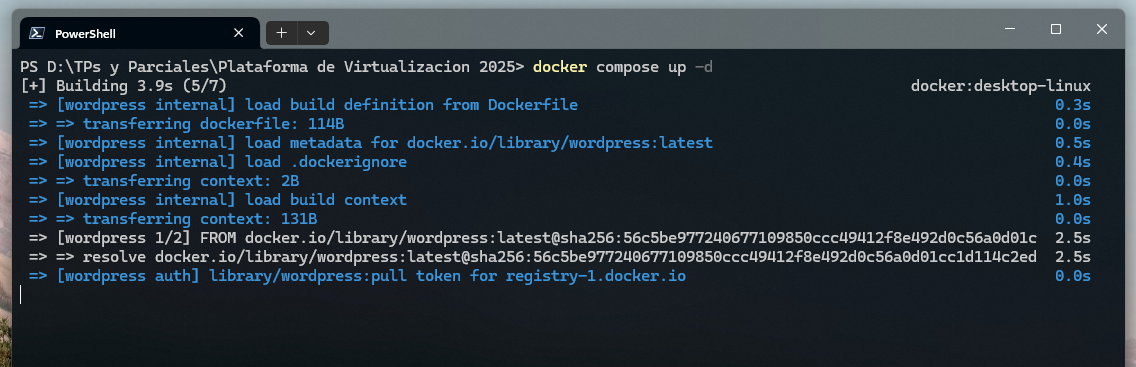 PowerShell
PS D:\TPs y Parciales\Plataforma de Virtualizacion 2025> docker compose up -d
[+] Building 3.9s (5/7) docker:desktop-linux
=> [wordpress internal] load build definition from Dockerfile 0.3s
=> => transferring dockerfile: 114B 0.0s
=> [wordpress internal] load metadata for docker.io/library/wordpress:latest 0.5s
=> [wordpress internal] load .dockerignore 0.4s
=> => transferring context: 2B 0.0s
=> [wordpress internal] load build context 1.0s
=> => transferring context: 131B 0.0s
=> [wordpress 1/2] FROM docker.io/library/wordpress:latest@sha256:56c5be977240677109850ccc49412f8e492d0c56a0d01c 2.5s
=> => resolve docker.io/library/wordpress:latest@sha256:56c5be977240677109850ccc49412f8e492d0c56a0d01cc1d114c2ed 2.5s
=> [wordpress auth] library/wordpress:pull token for registry-1.docker.io 0.0s